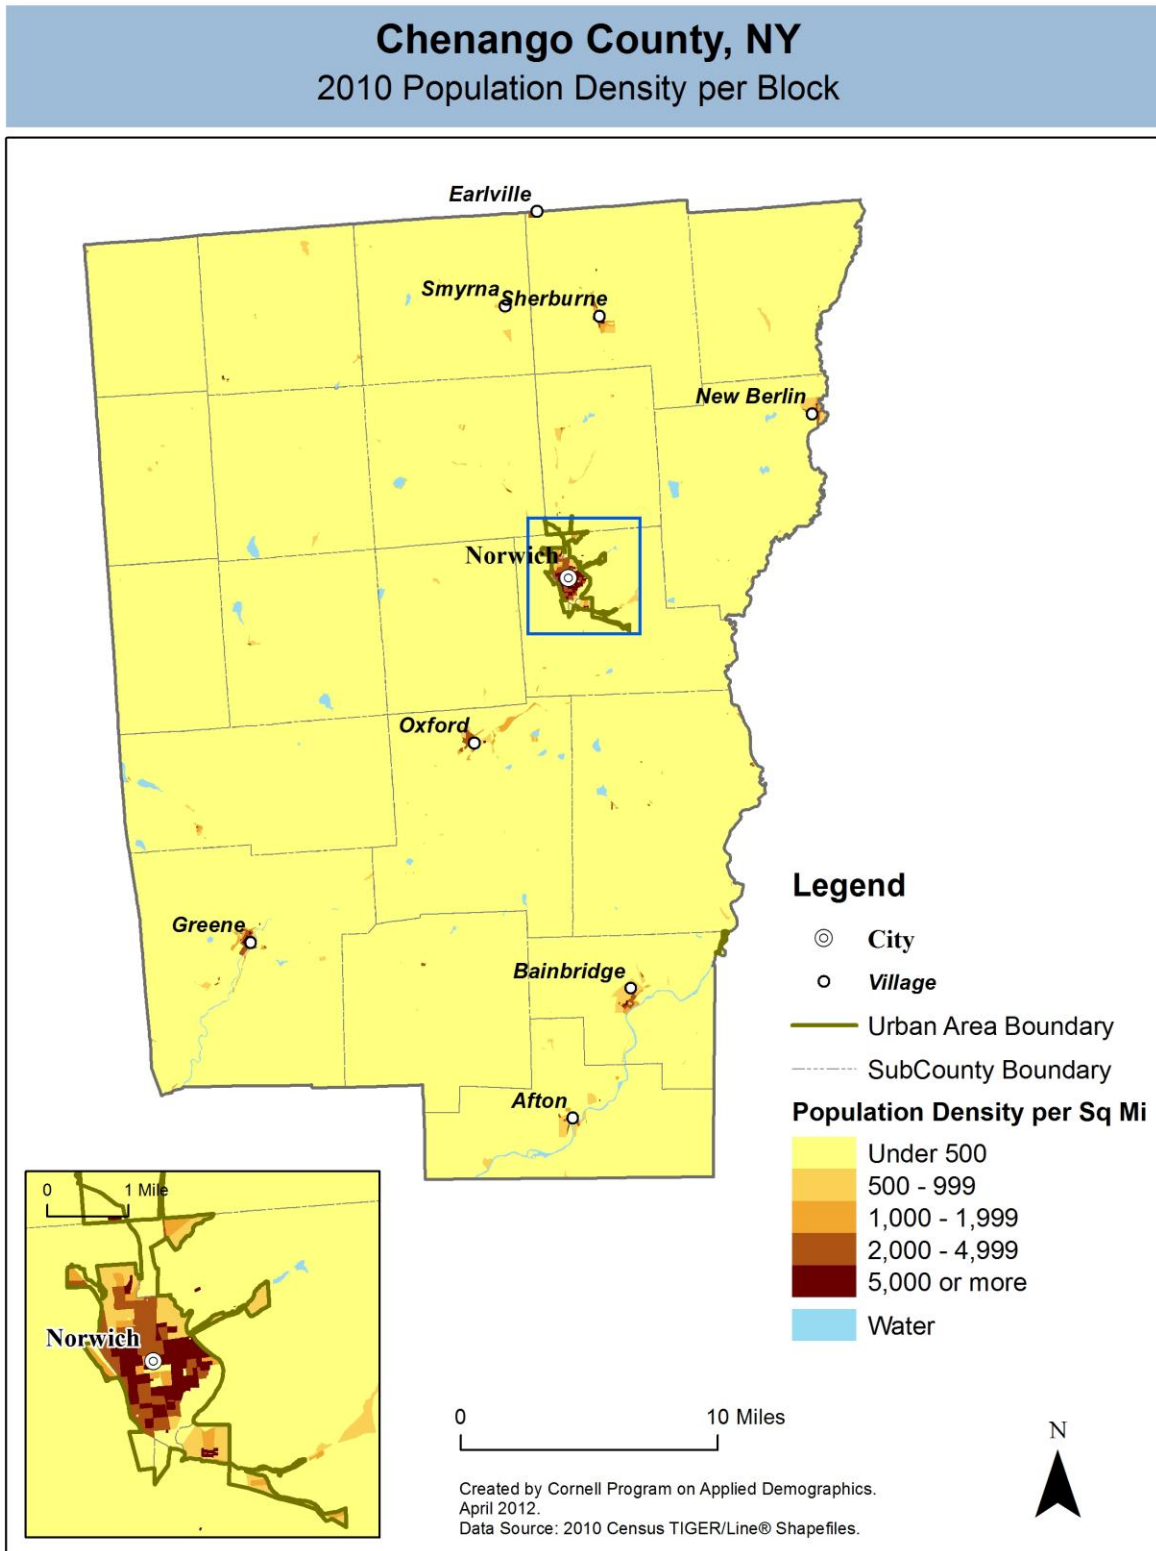 Chenango County, NY
2010 Population Density per Block
Earlville
Smyrna
Sherburne
New Berlin
Norwich
Oxford
Greene
Bainbridge
Afton
Legend
City
Village
Urban Area Boundary
SubCounty Boundary
Population Density per Sq Mi
Under 500
500 - 999
1,000 - 1,999
2,000 - 4,999
5,000 or more
Water
0 1 Mile
Norwich
0 10 Miles
N
Created by Cornell Program on Applied Demographics.
April 2012.
Data Source: 2010 Census TIGER/Line® Shapefiles.